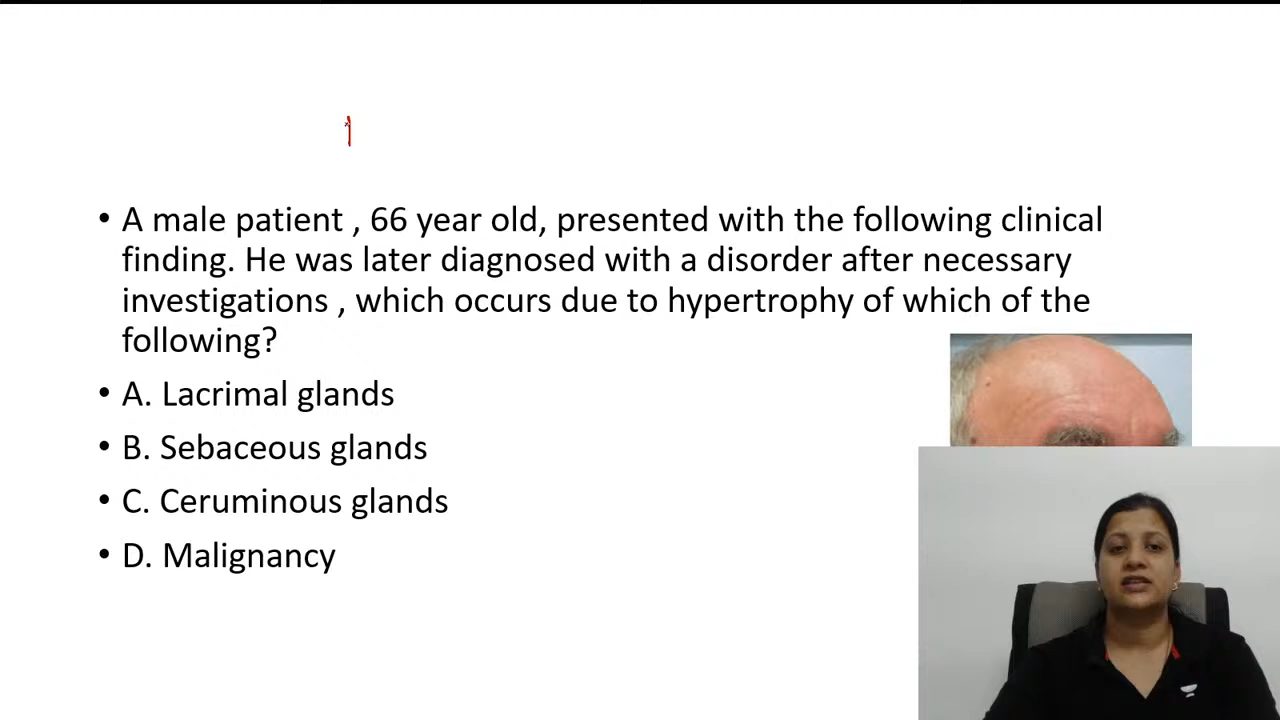 • A male patient , 66 year old, presented with the following clinical
finding. He was later diagnosed with a disorder after necessary
investigations , which occurs due to hypertrophy of which of the
following?
• A. Lacrimal glands
• B. Sebaceous glands
• C. Ceruminous glands
• D. Malignancy